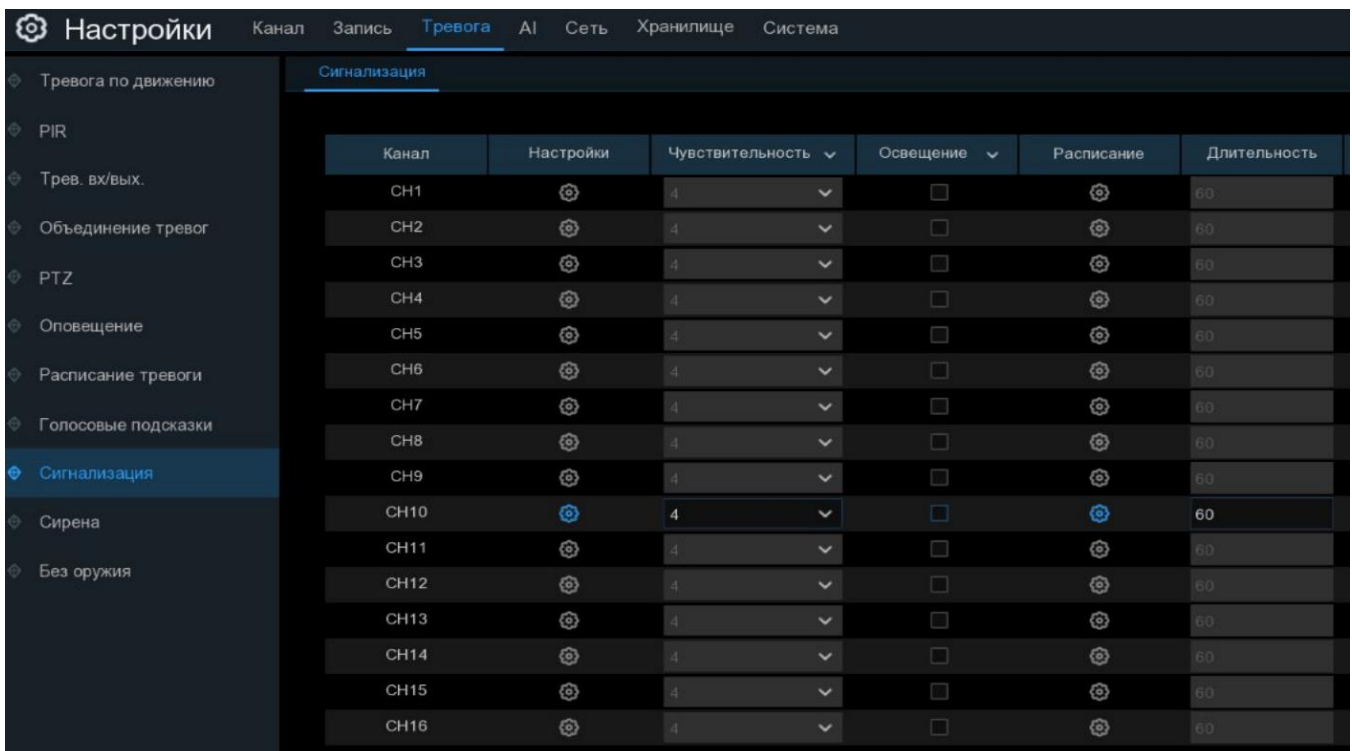 Настройки Канал Запись Тревога AI Сеть Хранилище Система
Тревога по движению
PIR
Трев. вх/вых.
Объединение тревог
PTZ
Оповещение
Расписание тревоги
Голосовые подсказки
Сигнализация
Сирена
Без оружия
Сигнализация
Канал Настройки Чувствительность Освещение Расписание Длительность
CH1 4 60
CH2 4 60
CH3 4 60
CH4 4 60
CH5 4 60
CH6 4 60
CH7 4 60
CH8 4 60
CH9 4 60
CH10 4 60
CH11 4 60
CH12 4 60
CH13 4 60
CH14 4 60
CH15 4 60
CH16 4 60